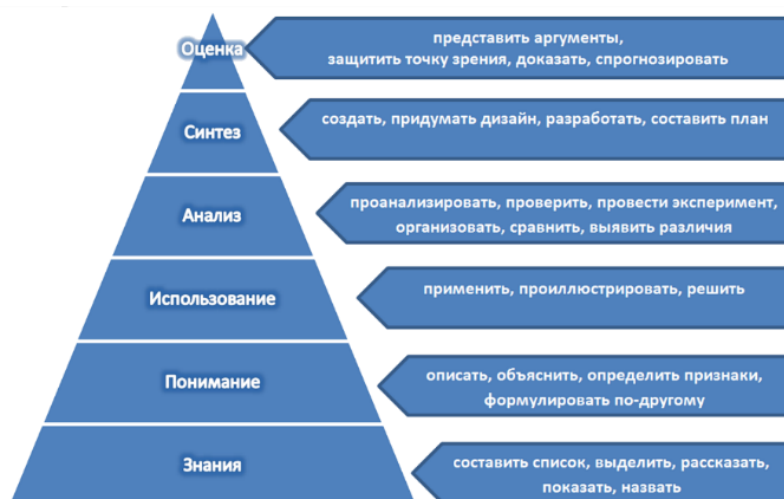 Оценка
представить аргументы,
защитить точку зрения, доказать, спрогнозировать
Синтез
создать, придумать дизайн, разработать, составить план
Анализ
проанализировать, проверить, провести эксперимент,
организовать, сравнить, выявить различия
Использование
применить, проиллюстрировать, решить
Понимание
описать, объяснить, определить признаки,
формулировать по-другому
Знания
составить список, выделить, рассказать,
показать, назвать